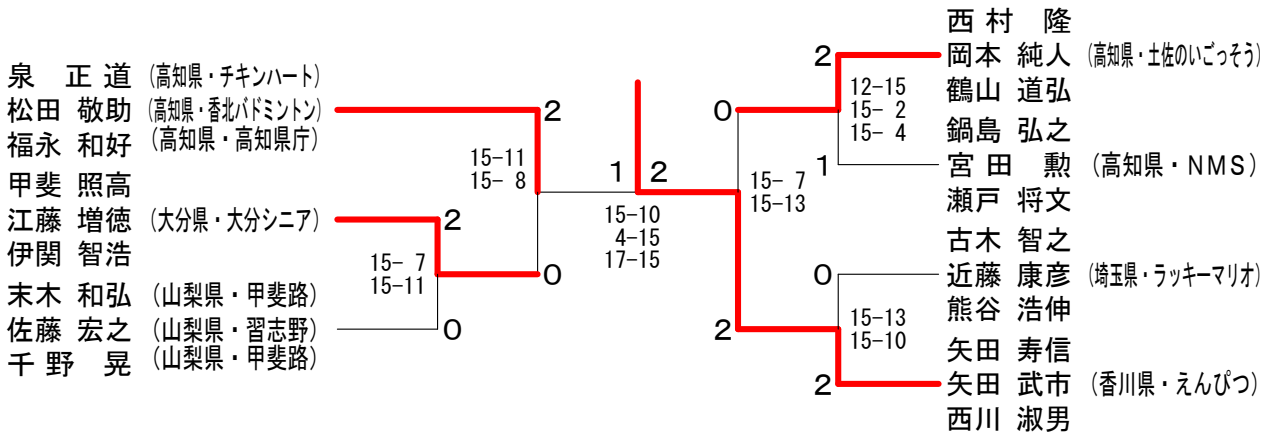 泉 正道 (高知県・チキンハート)
松田 敬助 (高知県・香北バドミントン)
福永 和好 (高知県・高知県庁)
甲斐 照高
江藤 増徳 (大分県・大分シニア)
伊関 智浩
末木 和弘 (山梨県・甲斐路)
佐藤 宏之 (山梨県・習志野)
千野 晃 (山梨県・甲斐路)
2
15-11
15- 8
2
15- 7
15-11
0
0
1 2
15-10
4-15
17-15
0
15- 7
15-13
2
2
12-15
15- 2
15- 4
1
0
15-13
15-10
2
西村 隆
岡本 純人 (高知県・土佐のいごっそう)
鶴山 道弘
鍋島 弘之
宮田 勲 (高知県・NMS)
瀬戸 将文
古木 智之
近藤 康彦 (埼玉県・ラッキーマリオ)
熊谷 浩伸
矢田 寿信
矢田 武市 (香川県・えんぴつ)
西川 淑男